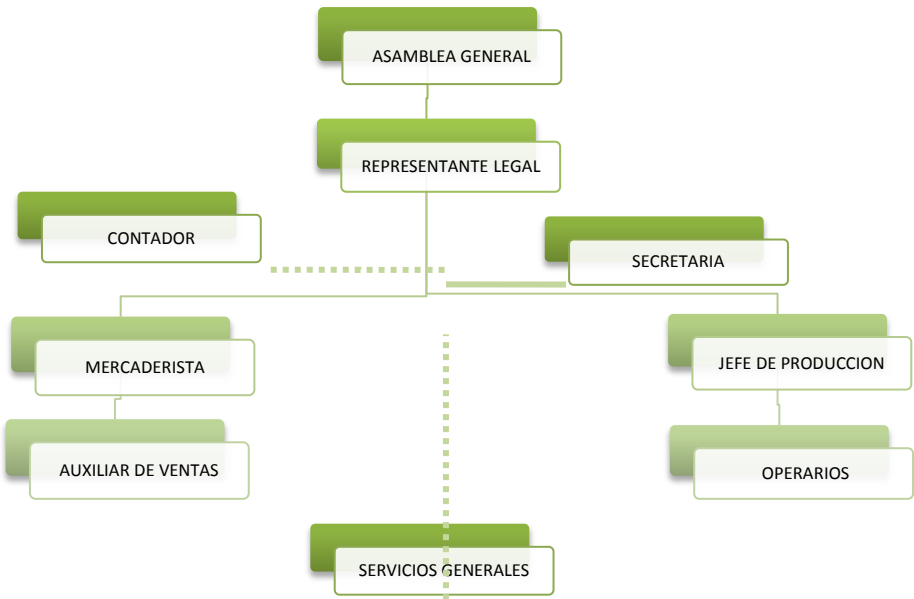 ASAMBLEA GENERAL
REPRESENTANTE LEGAL
CONTADOR
SECRETARIA
MERCADERISTA
JEFE DE PRODUCCION
AUXILIAR DE VENTAS
OPERARIOS
SERVICIOS GENERALES